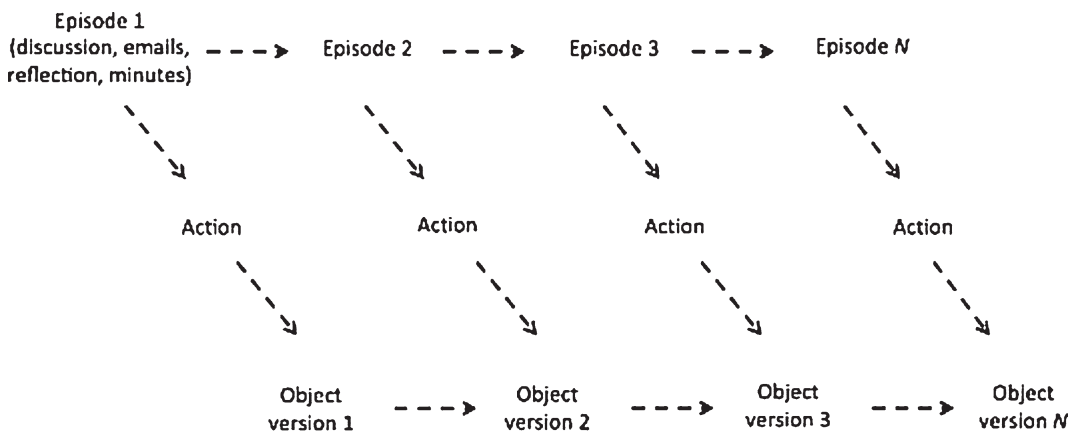 Episode 1
(discussion, emails,
reflection, minutes)
Episode 2
Episode 3
Episode N
Action
Action
Action
Action
Object
version 1
Object
version 2
Object
version 3
Object
version N